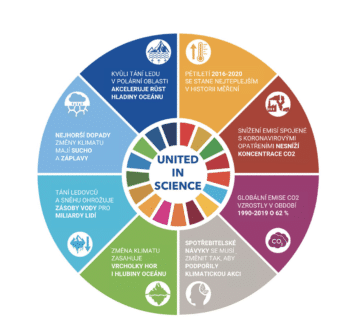 KVŮLI TÁNÍ LEDU
V POLÁRNÍ OBLASTI
AKCELERUJE RŮST
HLADINY OCEÁNU
PĚTILETÍ 2016-2020
SE STANE NEJTEPLEJŠÍM
V HISTORII MĚŘENÍ
SNÍŽENÍ EMISÍ SPOJENÉ
S KORONAVIROVÝMI
OPATŘENÍMI NESNÍŽÍ
KONCENTRACE CO2
GLOBÁLNÍ EMISE CO2
VZROSTLY V OBDOBÍ
1990-2019 O 62 %
CO2
SPOTŘEBITELSKÉ
NÁVYKY SE MUSÍ
ZMĚNIT TAK, ABY
PODPOŘILY
KLIMATICKOU AKCI
ZMĚNA KLIMATU
ZASAHUJE
VRCHOLKY HOR
I HLUBINY OCEÁNU
TÁNÍ LEDOVCŮ
A SNĚHU OHROŽUJE
ZÁSOBY VODY PRO
MILIARDY LIDÍ
NEJHORŠÍ DOPADY
ZMĚNY KLIMATU
MAJÍ SUCHO
A ZÁPLAVY
UNITED
IN
SCIENCE